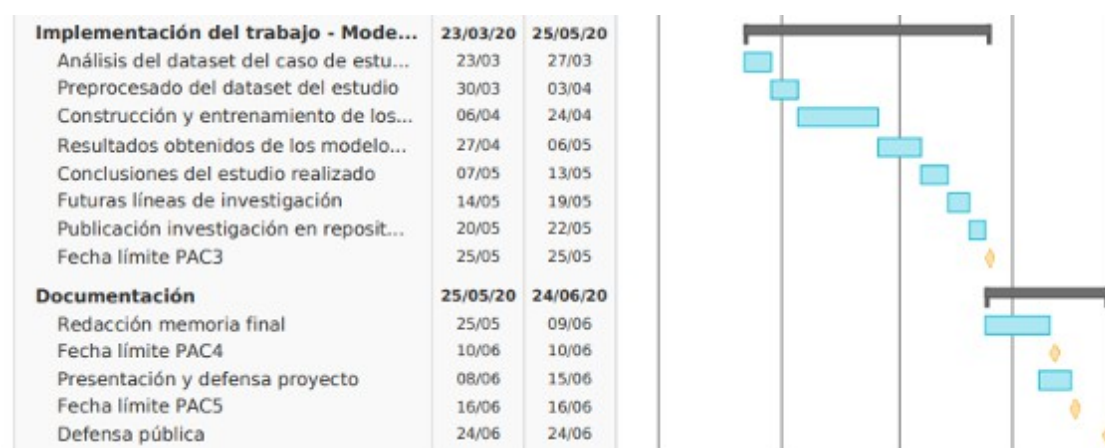 Implementación del trabajo - Mode... 23/03/20 25/05/20
Análisis del dataset del caso de estu... 23/03 27/03
Preprocesado del dataset del estudio 30/03 03/04
Construcción y entrenamiento de los... 06/04 24/04
Resultados obtenidos de los modelo... 27/04 06/05
Conclusiones del estudio realizado 07/05 13/05
Futuras líneas de investigación 14/05 19/05
Publicación investigación en reposit... 20/05 22/05
Fecha límite PAC3 25/05 25/05
Documentación 25/05/20 24/06/20
Redacción memoria final 25/05 09/06
Fecha límite PAC4 10/06 10/06
Presentación y defensa proyecto 08/06 15/06
Fecha límite PAC5 16/06 16/06
Defensa pública 24/06 24/06